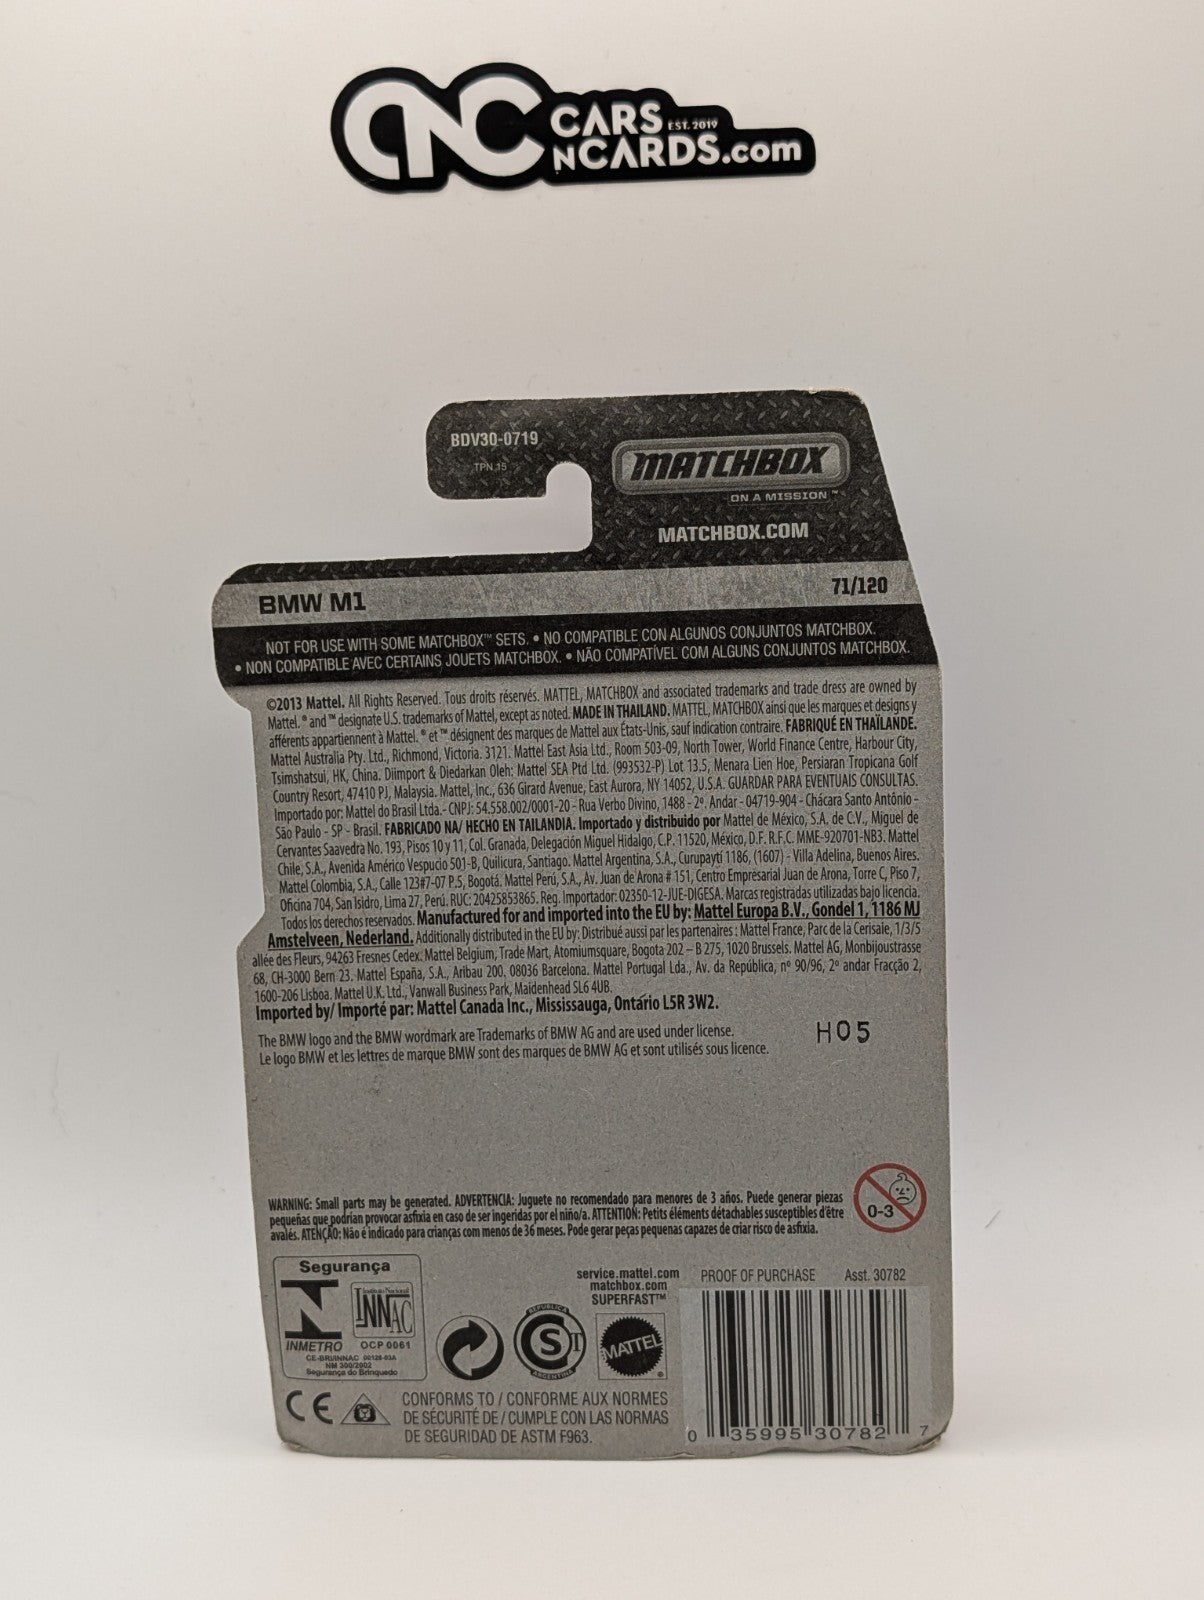 CNC CARS EST. 2019
NCARDS.com
BDV30-0719
TPN 15
MATCHBOX
ON A MISSION™
MATCHBOX.COM
BMW M1 71/120
NOT FOR USE WITH SOME MATCHBOX™ SETS. • NO COMPATIBLE CON ALGUNOS CONJUNTOS MATCHBOX.
• NON COMPATIBLE AVEC CERTAINS JOUETS MATCHBOX. • NÃO COMPATÍVEL COM ALGUNS CONJUNTOS MATCHBOX.
©2013 Mattel. All Rights Reserved. Tous droits réservés. MATTEL, MATCHBOX and associated trademarks and trade dress are owned by
Mattel. ® and ™ designate U.S. trademarks of Mattel, except as noted. MADE IN THAILAND. MATTEL, MATCHBOX ainsi que les marques et designs y
afférents appartiennent à Mattel. ® et ™ désignent des marques de Mattel aux États-Unis, sauf indication contraire. FABRIQUÉ EN THAÏLANDE.
Mattel Australia Pty. Ltd., Richmond, Victoria. 3121. Mattel East Asia Ltd., Room 503-09, North Tower, World Finance Centre, Harbour City,
Tsimshatsui, HK, China. Diimport & Diedarkan Oleh: Mattel SEA Ptd Ltd. (993532-P) Lot 13.5, Menara Lien Hoe, Persiaran Tropicana Golf
Country Resort, 47410 PJ, Malaysia. Mattel, Inc., 636 Girard Avenue, East Aurora, NY 14052, U.S.A. GUARDAR PARA EVENTUAIS CONSULTAS.
Importado por: Mattel do Brasil Ltda.- CNPJ: 54.558.002/0001-20 - Rua Verbo Divino, 1488 - 2º. Andar - 04719-904 - Chácara Santo Antônio -
São Paulo - SP - Brasil. FABRICADO NA/ HECHO EN TAILANDIA. Importado y distribuido por Mattel de México, S.A. de C.V., Miguel de
Cervantes Saavedra No. 193, Pisos 10 y 11, Col. Granada, Delegación Miguel Hidalgo, C.P. 11520, México, D.F. R.F.C. MME-920701-NB3. Mattel
Chile, S.A., Avenida Américo Vespucio 501-B, Quilicura, Santiago. Mattel Argentina, S.A., Curupaytí 1186, (1607) - Villa Adelina, Buenos Aires.
Mattel Colombia, S.A., Calle 123#7-07 P.5, Bogotá. Mattel Perú, S.A., Av. Juan de Arona # 151, Centro Empresarial Juan de Arona, Torre C, Piso 7,
Oficina 704, San Isidro, Lima 27, Perú. RUC: 20425853865. Reg. Importador: 02350-12-JUE-DIGESA. Marcas registradas utilizadas bajo licencia.
Todos los derechos reservados. Manufactured for and imported into the EU by: Mattel Europa B.V., Gondel 1, 1186 MJ
Amstelveen, Nederland. Additionally distributed in the EU by: Distribué aussi par les partenaires : Mattel France, Parc de la Cerisaie, 1/3/5
allée des Fleurs, 94263 Fresnes Cedex. Mattel Belgium, Trade Mart, Atomiumsquare, Bogota 202 – B 275, 1020 Brussels. Mattel AG, Monbijoustrasse
68, CH-3000 Bern 23. Mattel España, S.A., Aribau 200, 08036 Barcelona. Mattel Portugal Lda., Av. da República, nº 90/96, 2º andar Fracção 2,
1600-206 Lisboa. Mattel U.K. Ltd., Vanwall Business Park, Maidenhead SL6 4UB.
Imported by/ Importé par: Mattel Canada Inc., Mississauga, Ontario L5R 3W2.
The BMW logo and the BMW wordmark are Trademarks of BMW AG and are used under license.
Le logo BMW et les lettres de marque BMW sont des marques de BMW AG et sont utilisés sous licence.
H05
WARNING: Small parts may be generated. ADVERTENCIA: Juguete no recomendado para menores de 3 años. Puede generar piezas
pequeñas que podrían provocar asfixia en caso de ser ingeridas por el niño/a. ATTENTION: Petits éléments détachables susceptibles d'être
avalés. ATENÇÃO: Não é indicado para crianças com menos de 36 meses. Pode gerar peças pequenas capazes de criar risco de asfixia.
0-3
Segurança
Instituto Nacional
INNAC
INMETRO OCP 0061
CE-BRI/INNAC 00128-03A
NM 300/2002
Segurança do Brinquedo
service.mattel.com
matchbox.com
SUPERFAST™
REPUBLICA
ST
ARGENTINA
MATTEL ®
PROOF OF PURCHASE Asst. 30782
CE
CONFORMS TO / CONFORME AUX NORMES
DE SÉCURITÉ DE / CUMPLE CON LAS NORMAS
DE SEGURIDAD DE ASTM F963.
0 35995 30782 7